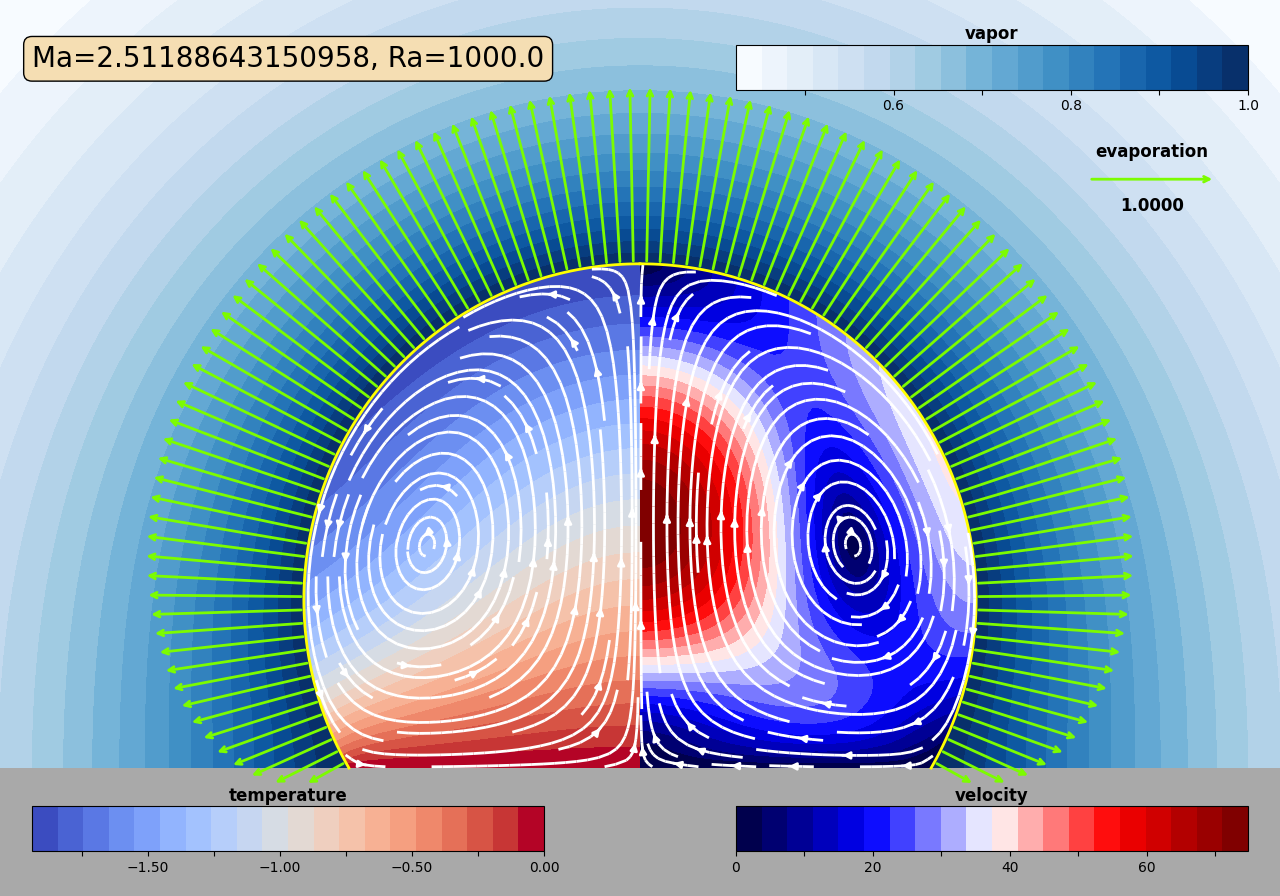 Ma=2.51188643150958, Ra=1000.0
vapor
0.6 0.8 1.0
evaporation
1.0000
temperature
−1.50 −1.00 −0.50 0.00
velocity
0 20 40 60